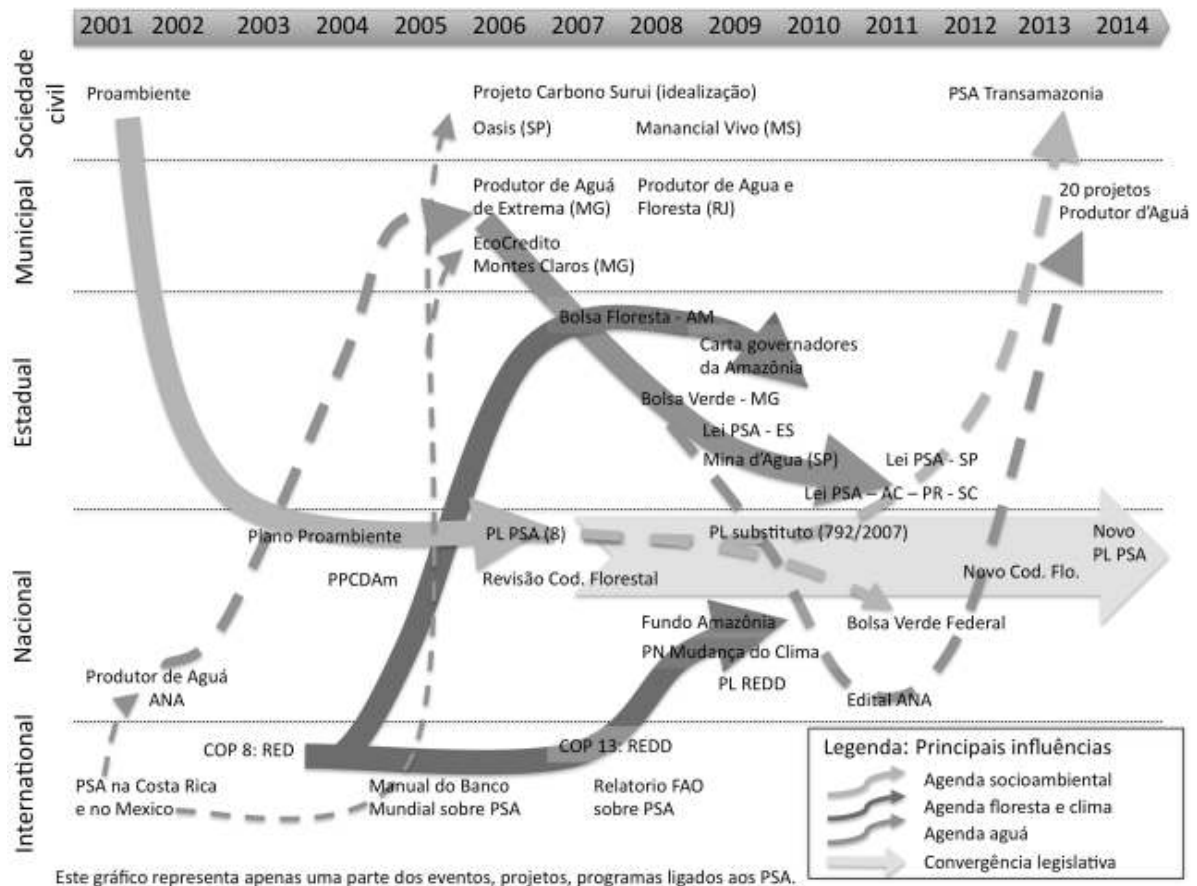 2001 2002 2003 2004 2005 2006 2007 2008 2009 2010 2011 2012 2013 2014
Sociedade
civil
Proambiente
Projeto Carbono Surui (idealização)
PSA Transamazonia
Oasis (SP)
Manancial Vivo (MS)
Municipal
Produtor de Aguá
de Extrema (MG)
Produtor de Agua e
Floresta (RJ)
20 projetos
Produtor d'Aguá
EcoCredito
Montes Claros (MG)
Estadual
Bolsa Floresta - AM
Carta governadores
da Amazônia
Bolsa Verde - MG
Lei PSA - ES
Mina d'Agua (SP)
Lei PSA - SP
Lei PSA – AC – PR - SC
Nacional
Plano Proambiente
PL PSA (8)
PL substituto (792/2007)
Novo
PL PSA
PPCDAm
Revisão Cod. Florestal
Novo Cod. Flo.
Fundo Amazônia
Bolsa Verde Federal
PN Mudança do Clima
Produtor de Aguá
ANA
PL REDD
Edital ANA
International
COP 8: RED
COP 13: REDD
PSA na Costa Rica
e no Mexico
Manual do Banco
Mundial sobre PSA
Relatorio FAO
sobre PSA
Legenda: Principais influências
Agenda socioambiental
Agenda floresta e clima
Agenda aguá
Convergência legislativa
Este gráfico representa apenas uma parte dos eventos, projetos, programas ligados aos PSA.